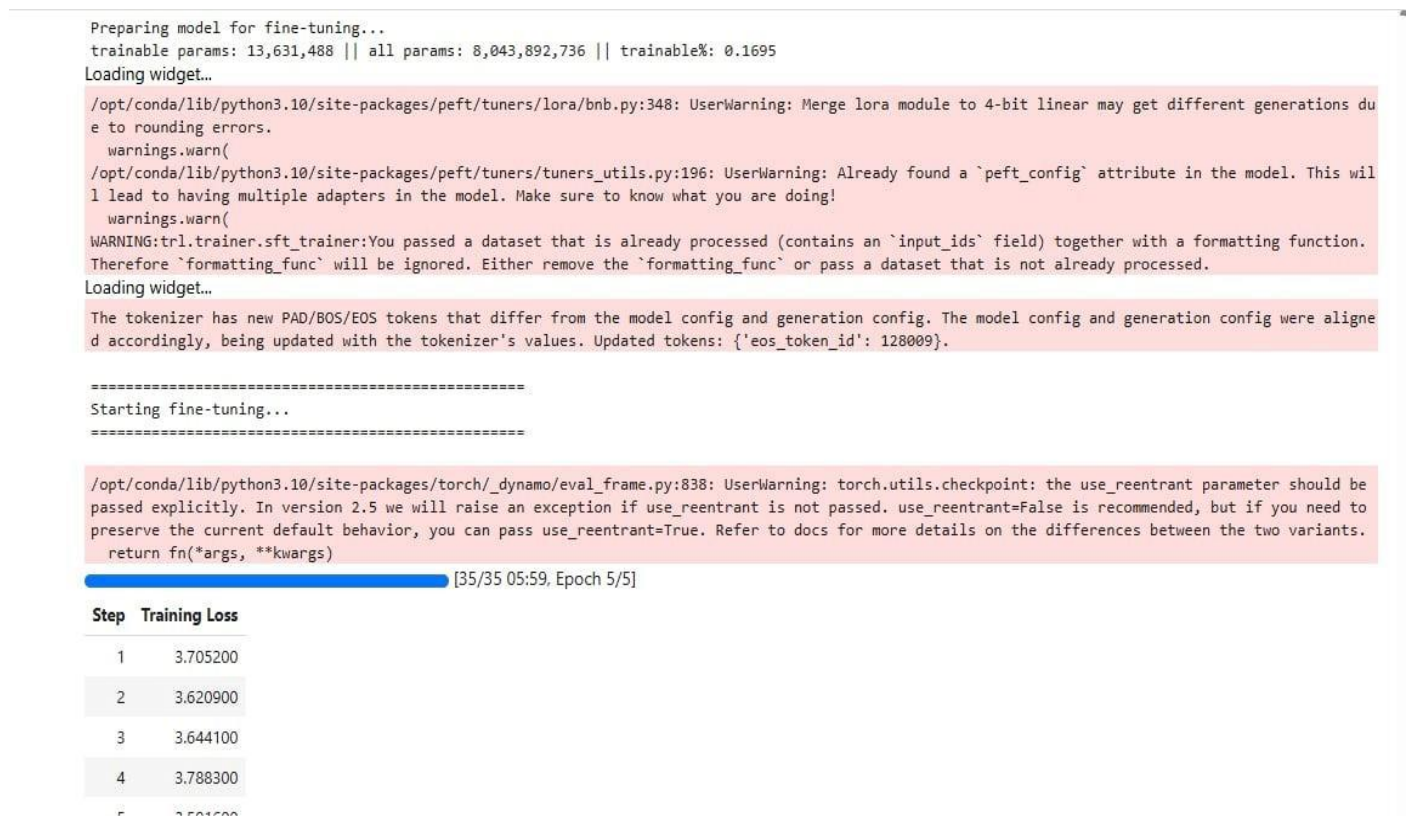 Preparing model for fine-tuning...
trainable params: 13,631,488 || all params: 8,043,892,736 || trainable%: 0.1695
Loading widget...
/opt/conda/lib/python3.10/site-packages/peft/tuners/lora/bnb.py:348: UserWarning: Merge lora module to 4-bit linear may get different generations du
e to rounding errors.
  warnings.warn(
/opt/conda/lib/python3.10/site-packages/peft/tuners/tuners_utils.py:196: UserWarning: Already found a `peft_config` attribute in the model. This wil
l lead to having multiple adapters in the model. Make sure to know what you are doing!
  warnings.warn(
WARNING:trl.trainer.sft_trainer:You passed a dataset that is already processed (contains an `input_ids` field) together with a formatting function.
Therefore `formatting_func` will be ignored. Either remove the `formatting_func` or pass a dataset that is not already processed.
Loading widget...
The tokenizer has new PAD/BOS/EOS tokens that differ from the model config and generation config. The model config and generation config were aligne
d accordingly, being updated with the tokenizer's values. Updated tokens: {'eos_token_id': 128009}.
==================================================
Starting fine-tuning...
==================================================
/opt/conda/lib/python3.10/site-packages/torch/_dynamo/eval_frame.py:838: UserWarning: torch.utils.checkpoint: the use_reentrant parameter should be
passed explicitly. In version 2.5 we will raise an exception if use_reentrant is not passed. use_reentrant=False is recommended, but if you need to
preserve the current default behavior, you can pass use_reentrant=True. Refer to docs for more details on the differences between the two variants.
  return fn(*args, **kwargs)
[35/35 05:59, Epoch 5/5]
Step Training Loss
1 3.705200
2 3.620900
3 3.644100
4 3.788300